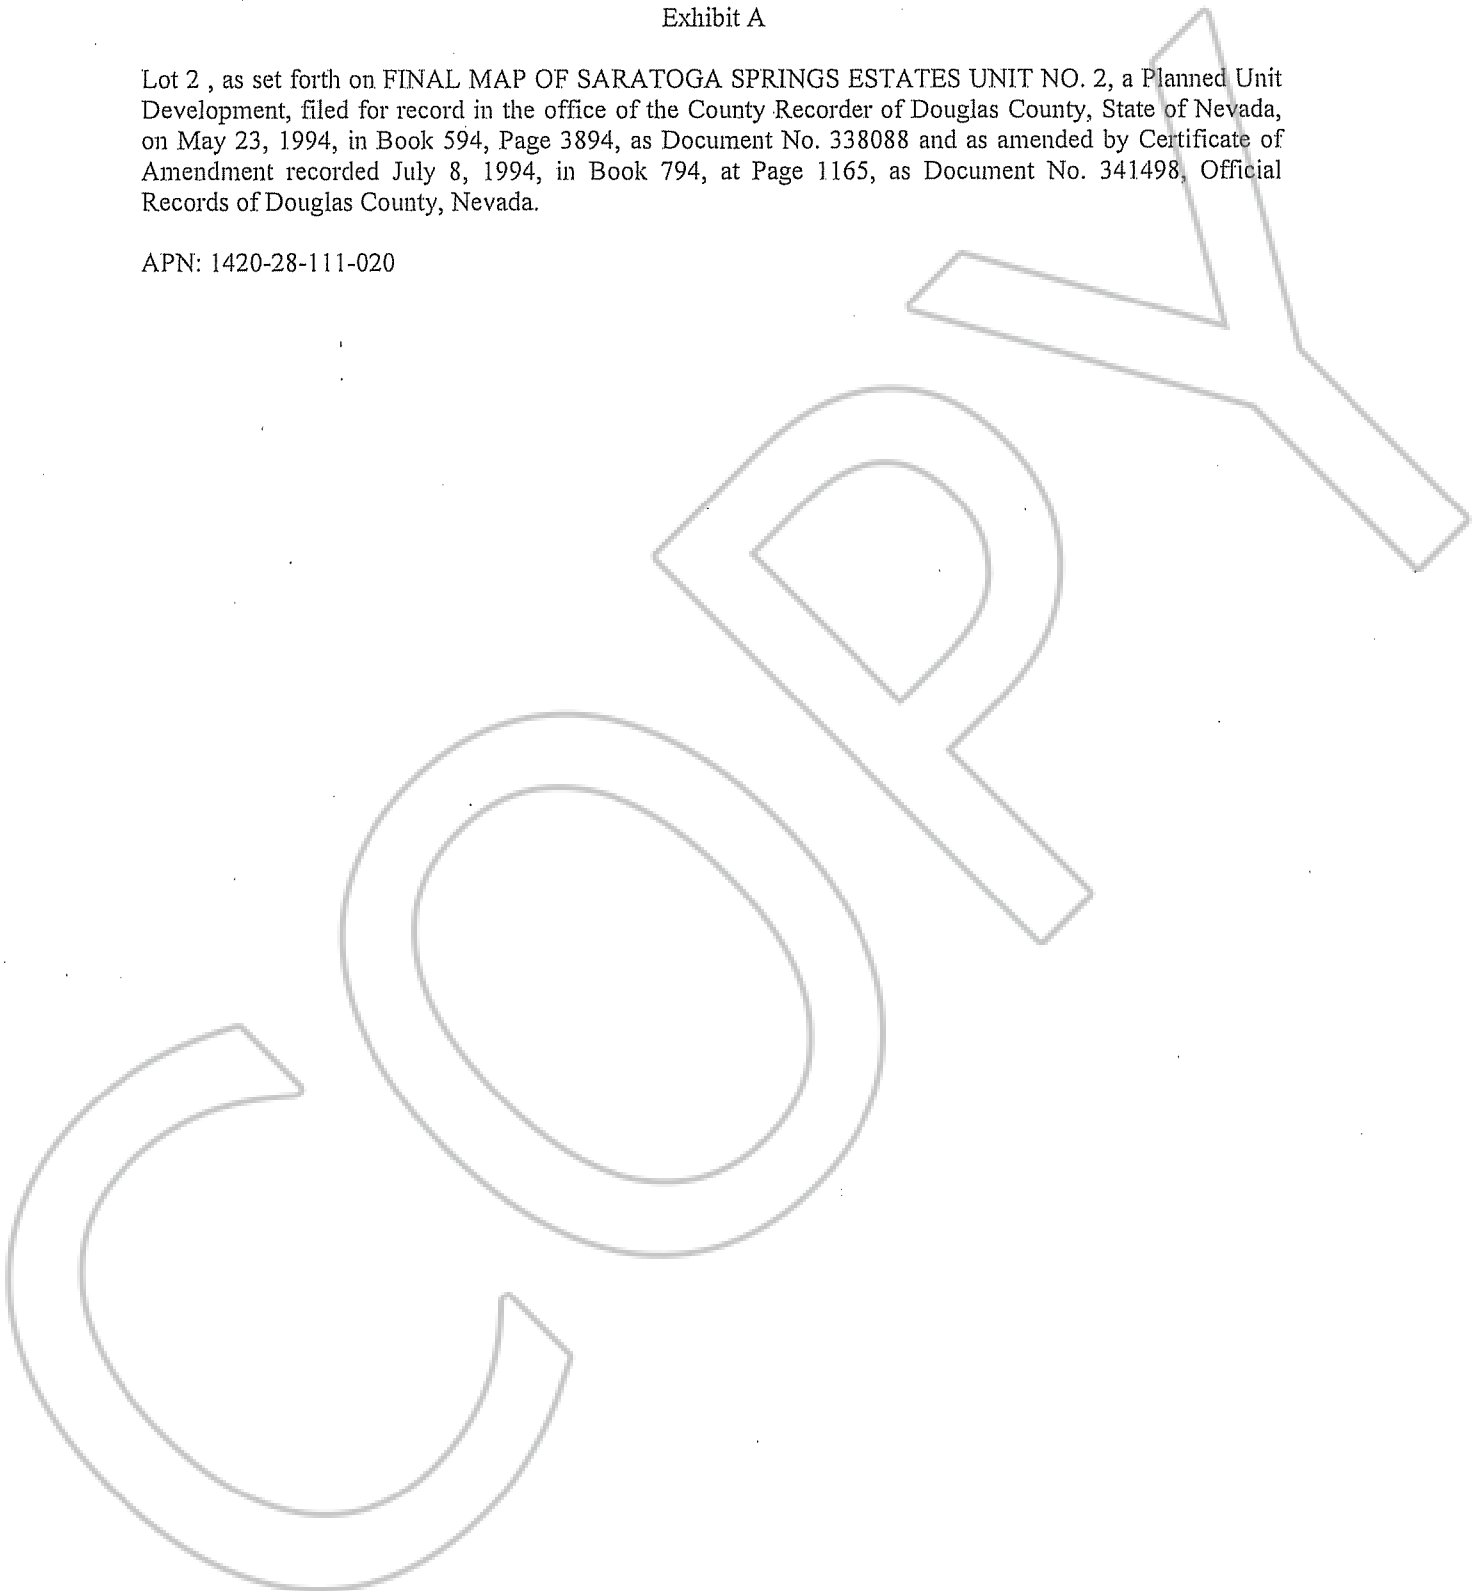 Exhibit A
Lot 2 , as set forth on FINAL MAP OF SARATOGA SPRINGS ESTATES UNIT NO. 2, a Planned Unit
Development, filed for record in the office of the County Recorder of Douglas County, State of Nevada,
on May 23, 1994, in Book 594, Page 3894, as Document No. 338088 and as amended by Certificate of
Amendment recorded July 8, 1994, in Book 794, at Page 1165, as Document No. 341498, Official
Records of Douglas County, Nevada.
APN: 1420-28-111-020
COPY